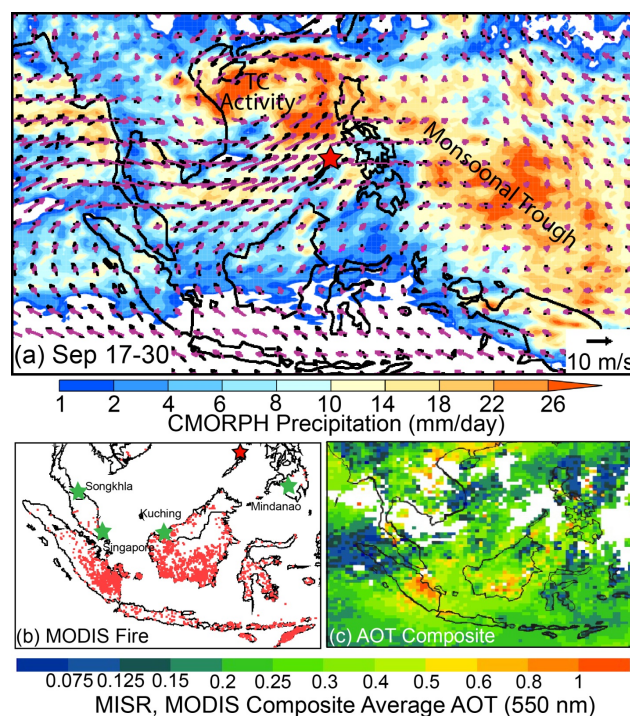 TC
Activity
Monsoonal Trough
(a) Sep 17-30
10 m/s
1 2 4 6 8 10 14 18 22 26
CMORPH Precipitation (mm/day)
Songkhla
Kuching
Mindanao
Singapore
(b) MODIS Fire
(c) AOT Composite
0.075 0.125 0.15 0.2 0.25 0.3 0.4 0.5 0.6 0.8 1
MISR, MODIS Composite Average AOT (550 nm)